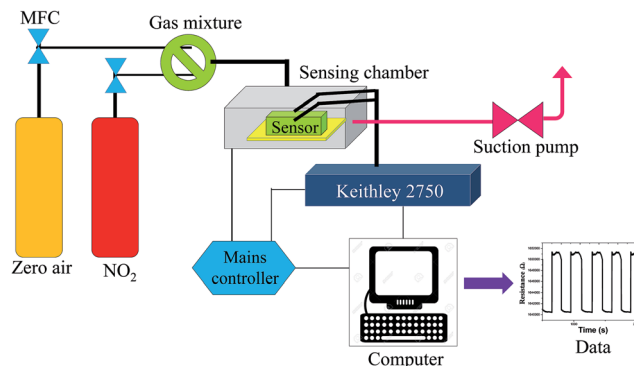 MFC
Gas mixture
Sensing chamber
Sensor
Suction pump
Keithley 2750
Zero air
NO₂
Mains
controller
Computer
Resistance Ω
Time (s)
Data